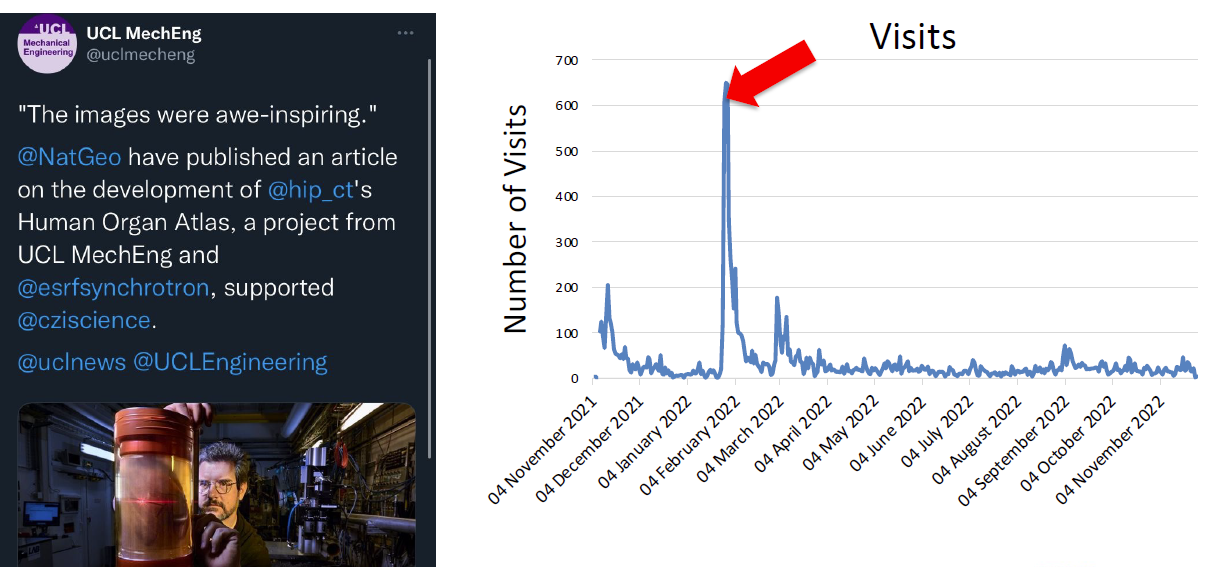 UCL
Mechanical
Engineering
UCL MechEng
@uclmecheng
"The images were awe-inspiring."
@NatGeo have published an article
on the development of @hip_ct's
Human Organ Atlas, a project from
UCL MechEng and
@esrfsynchrotron, supported
@cziscience.
@uclnews @UCLEngineering
Visits
Number of Visits
700
600
500
400
300
200
100
0
04 November 2021
04 December 2021
04 January 2022
04 February 2022
04 March 2022
04 April 2022
04 May 2022
04 June 2022
04 July 2022
04 August 2022
04 September 2022
04 October 2022
04 November 2022